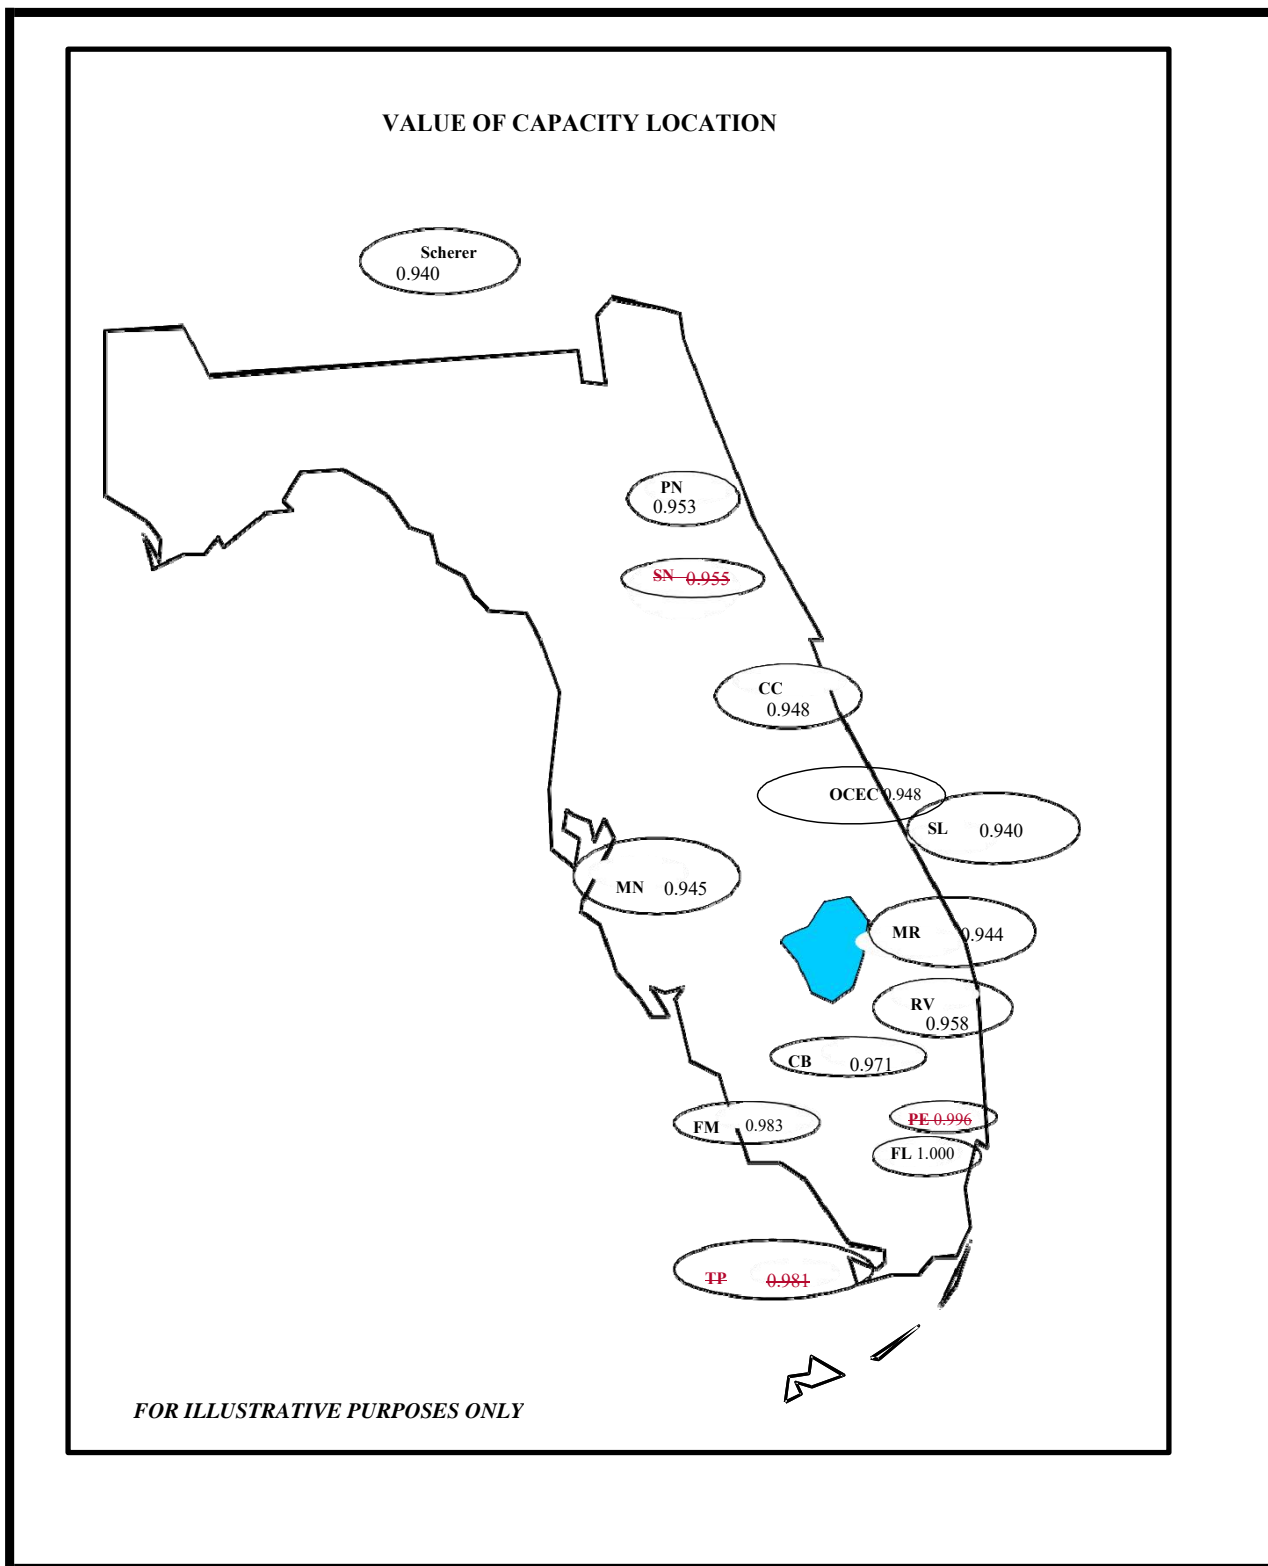 VALUE OF CAPACITY LOCATION
Scherer
0.940
PN
0.953
SN 0.955
CC
0.948
OCEC 0.948
SL 0.940
MN 0.945
MR 0.944
RV
0.958
CB 0.971
PE 0.996
FM 0.983
FL 1.000
TP 0.981
FOR ILLUSTRATIVE PURPOSES ONLY